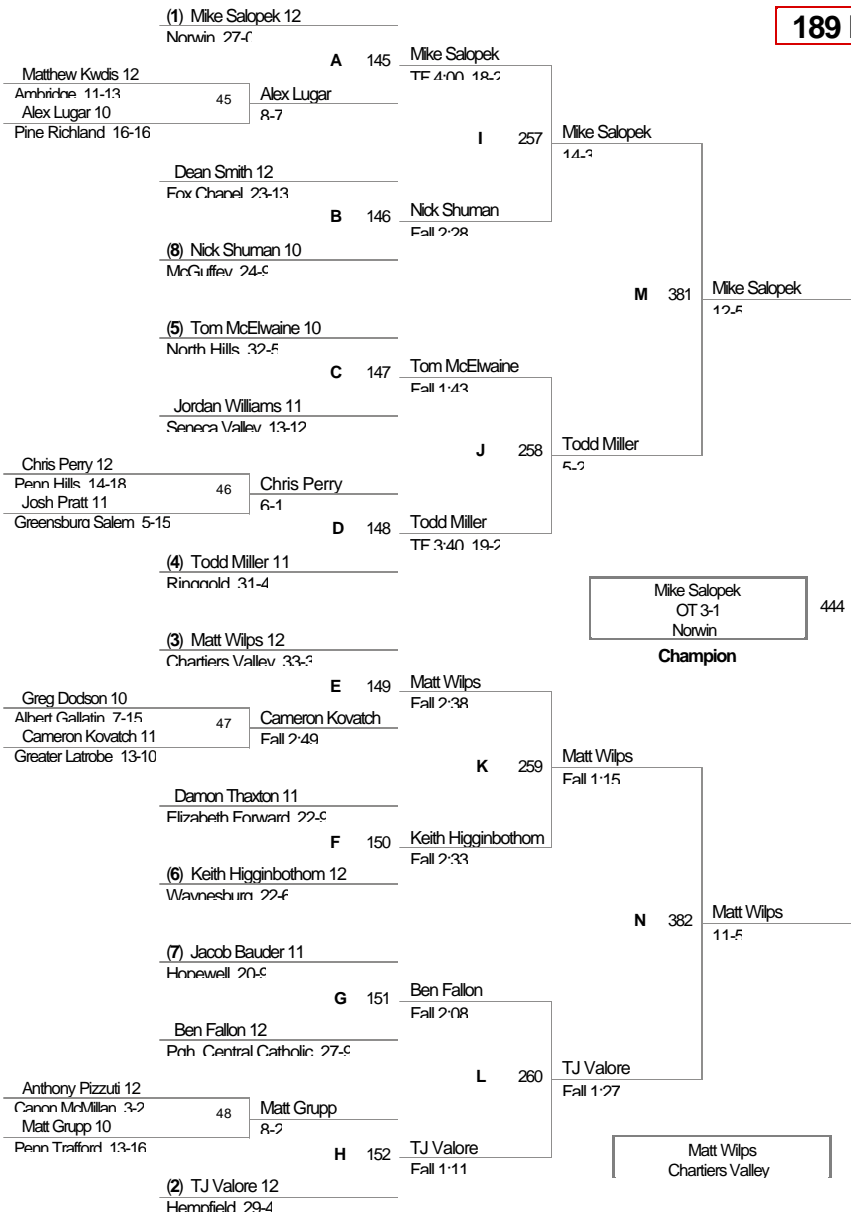 (1) Mike Salopek 12
189
Norwin 27-0
A 145 Mike Salopek
TF 4:00 18-2
Matthew Kwdis 12
Ambridge 11-13
45 Alex Lugar
8-7
Alex Lugar 10
Pine Richland 16-16
I 257 Mike Salopek
14-3
Dean Smith 12
Fox Chapel 23-13
B 146 Nick Shuman
Fall 2:28
(8) Nick Shuman 10
McGuffey 24-9
M 381 Mike Salopek
12-5
(5) Tom McElwaine 10
North Hills 32-5
C 147 Tom McElwaine
Fall 1:43
Jordan Williams 11
Seneca Valley 13-12
J 258 Todd Miller
5-2
Chris Perry 12
Penn Hills 14-18
46 Chris Perry
6-1
Josh Pratt 11
Greensburg Salem 5-15
D 148 Todd Miller
TF 3:40 19-2
(4) Todd Miller 11
Ringgold 31-4
Mike Salopek
OT 3-1
Norwin
444
Champion
(3) Matt Wilps 12
Chartiers Valley 33-3
E 149 Matt Wilps
Fall 2:38
Greg Dodson 10
Albert Gallatin 7-15
47 Cameron Kovatch
Fall 2:49
Cameron Kovatch 11
Greater Latrobe 13-10
K 259 Matt Wilps
Fall 1:15
Damon Thaxton 11
Elizabeth Forward 22-9
F 150 Keith Higginbothom
Fall 2:33
(6) Keith Higginbothom 12
Waynesburg 22-6
N 382 Matt Wilps
11-5
(7) Jacob Bauder 11
Hopewell 20-9
G 151 Ben Fallon
Fall 2:08
Ben Fallon 12
Pgh. Central Catholic 27-9
L 260 TJ Valore
Fall 1:27
Anthony Pizzuti 12
Canon McMillan 3-2
48 Matt Grupp
8-2
Matt Grupp 10
Penn Trafford 13-16
H 152 TJ Valore
Fall 1:11
Matt Wilps
Chartiers Valley
(2) TJ Valore 12
Hempfield 29-4